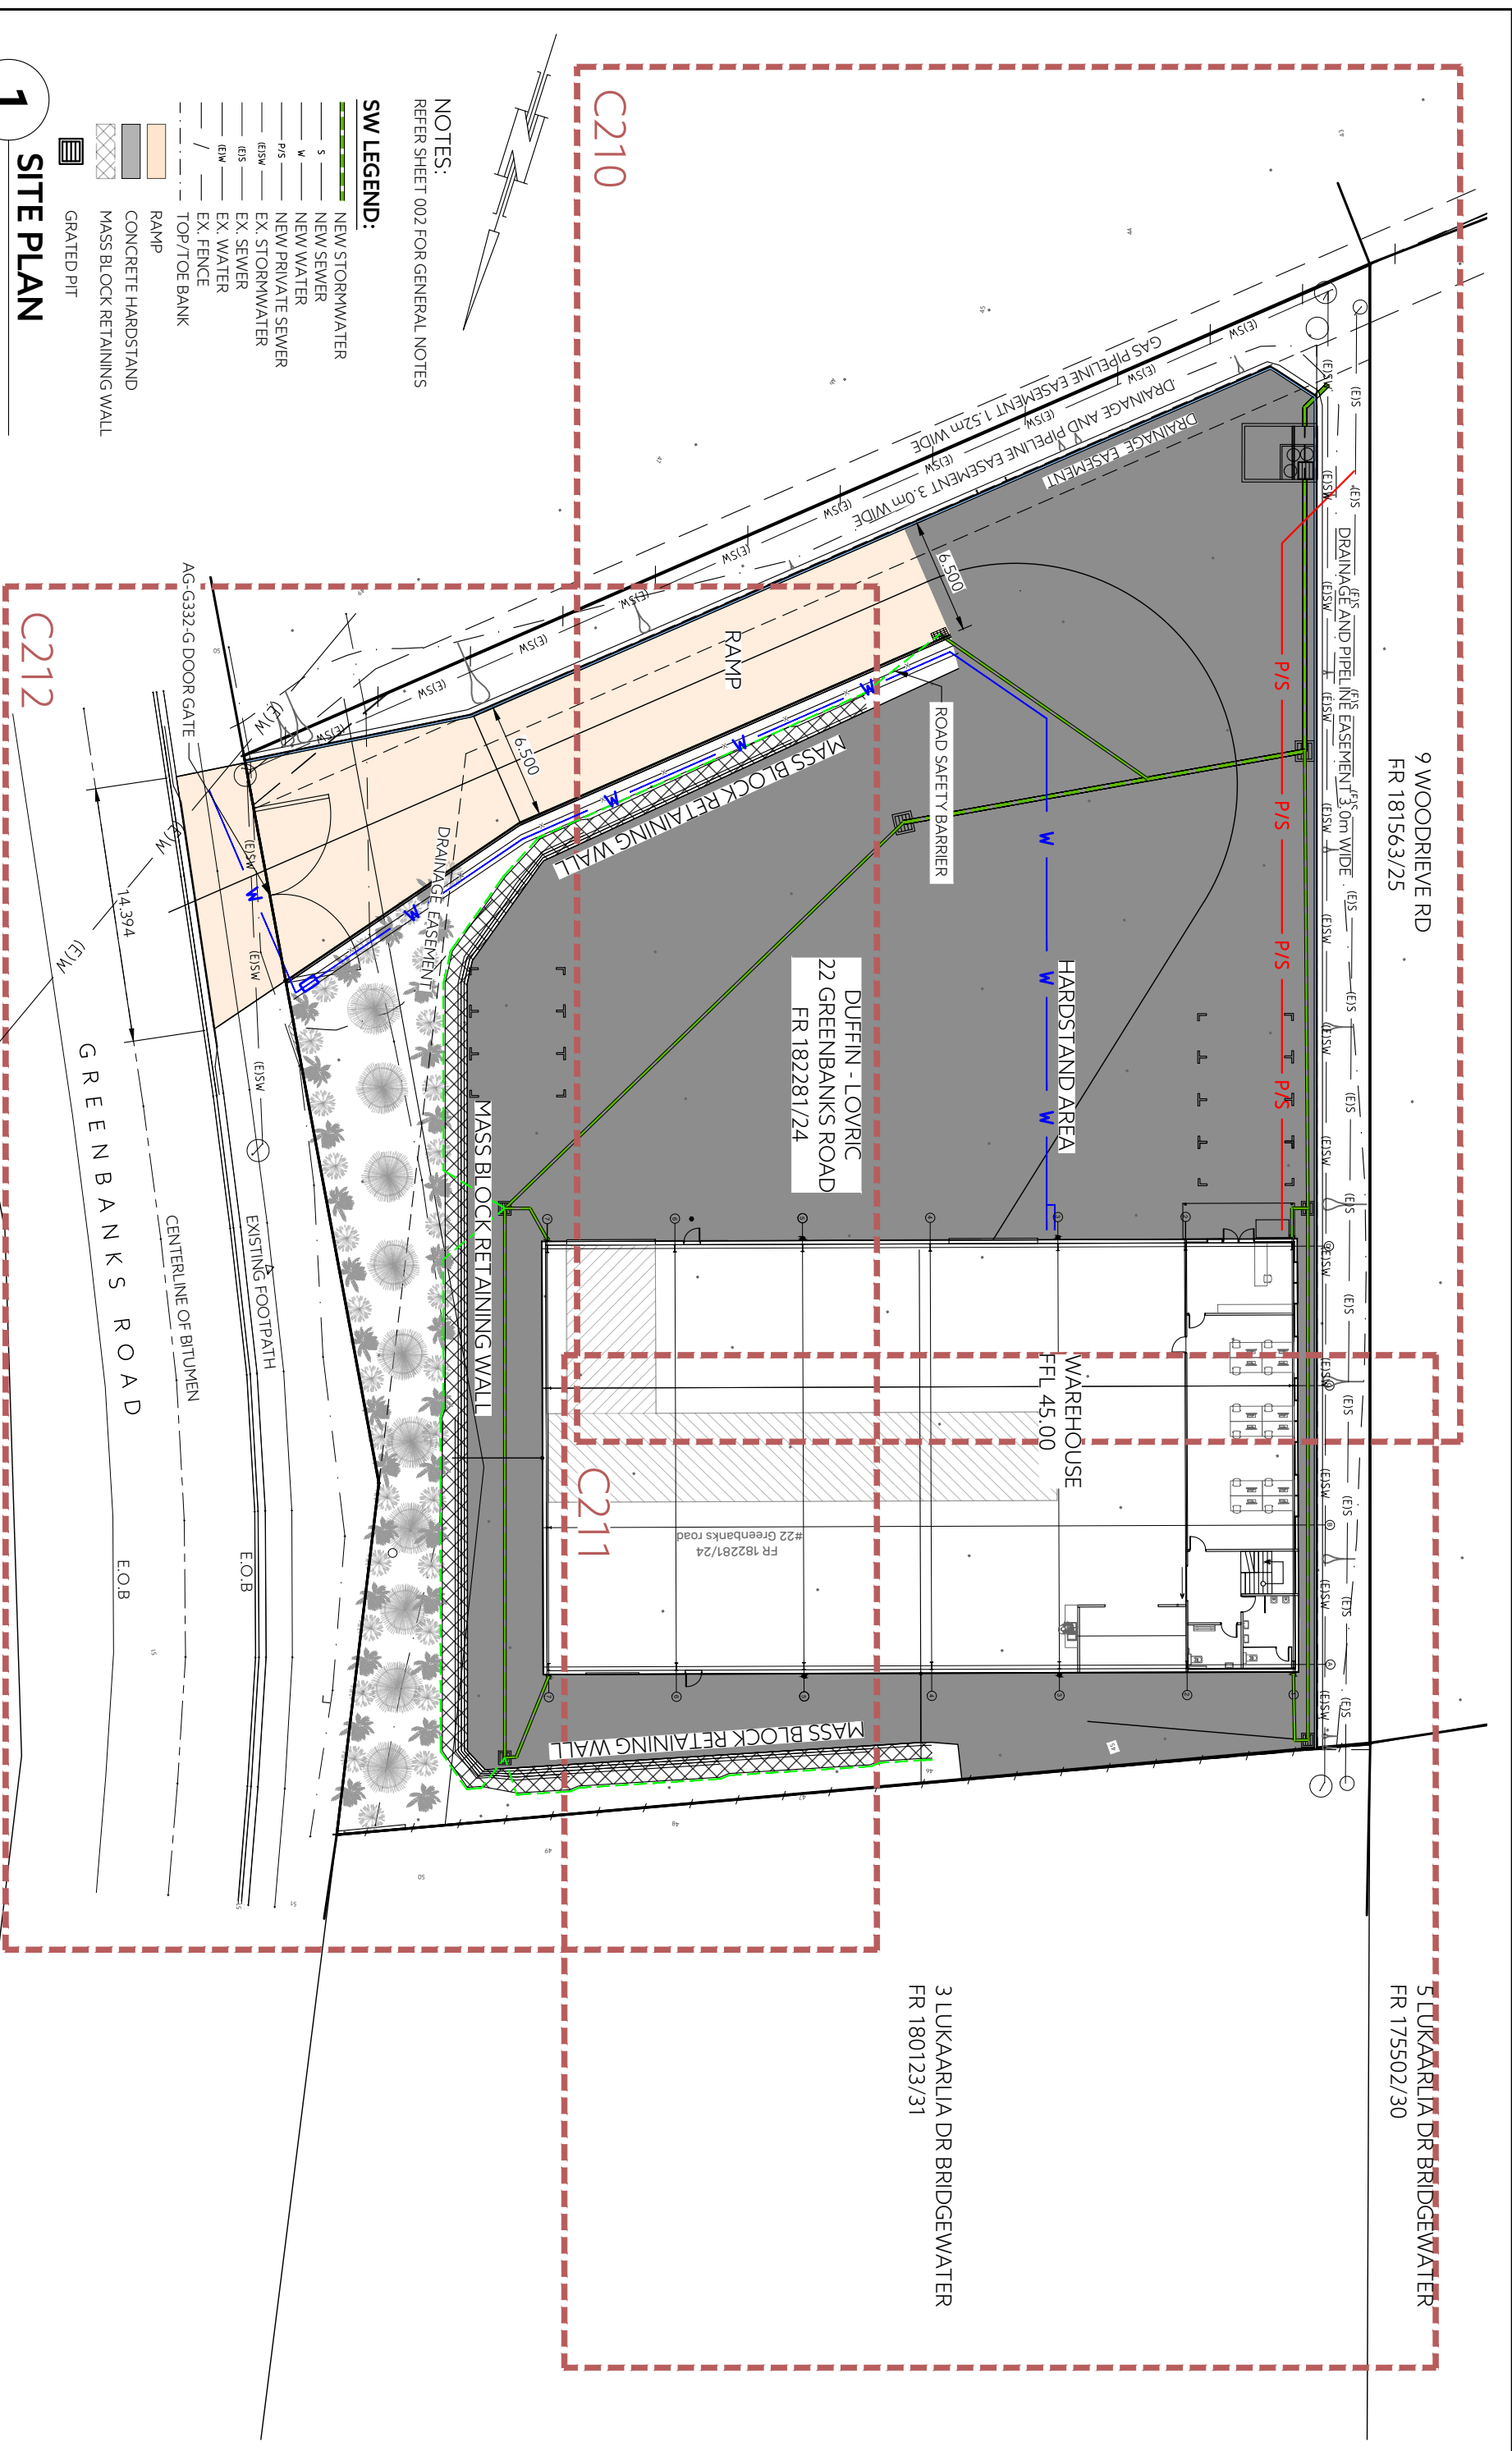 C210
C211
C212
9 WOODRIEVE RD
FR 181563/25
5 LUKAARLIA DR BRIDGEWATER
FR 175502/30
3 LUKAARLIA DR BRIDGEWATER
FR 180123/31
DRAINAGE AND PIPELINE EASEMENT 3.0m WIDE
GAS PIPELINE EASEMENT 1.52m WIDE
DRAINAGE AND PIPELINE EASEMENT 3.0m WIDE
DRAINAGE EASEMENT
6.500
RAMP
6.500
ROAD SAFETY BARRIER
MASS BLOCK RETAINING WALL
HARDSTAND AREA
DUFFIN - LOVRIC
22 GREENBANKS ROAD
FR 182281/24
WAREHOUSE
FFL 45.00
#22 Greenbanks road
FR 182281/24
MASS BLOCK RETAINING WALL
MASS BLOCK RETAINING WALL
DRAINAGE EASEMENT
AG-G332-G DOOR GATE
14.394
P/S
P/S
P/S
P/S
W
W
W
W
W
W
W
W
(E)W
(E)W
(E)W
(E)SW
(E)S
EXISTING FOOTPATH
CENTERLINE OF BITUMEN
GREENBANKS ROAD
E.O.B
E.O.B
NOTES:
REFER SHEET 002 FOR GENERAL NOTES
SW LEGEND:
NEW STORMWATER
S NEW SEWER
W NEW WATER
P/S NEW PRIVATE SEWER
(E)SW EX. STORMWATER
(E)S EX. SEWER
(E)W EX. WATER
/ EX. FENCE
TOP/TOE BANK
RAMP
CONCRETE HARDSTAND
MASS BLOCK RETAINING WALL
GRATED PIT
1 SITE PLAN